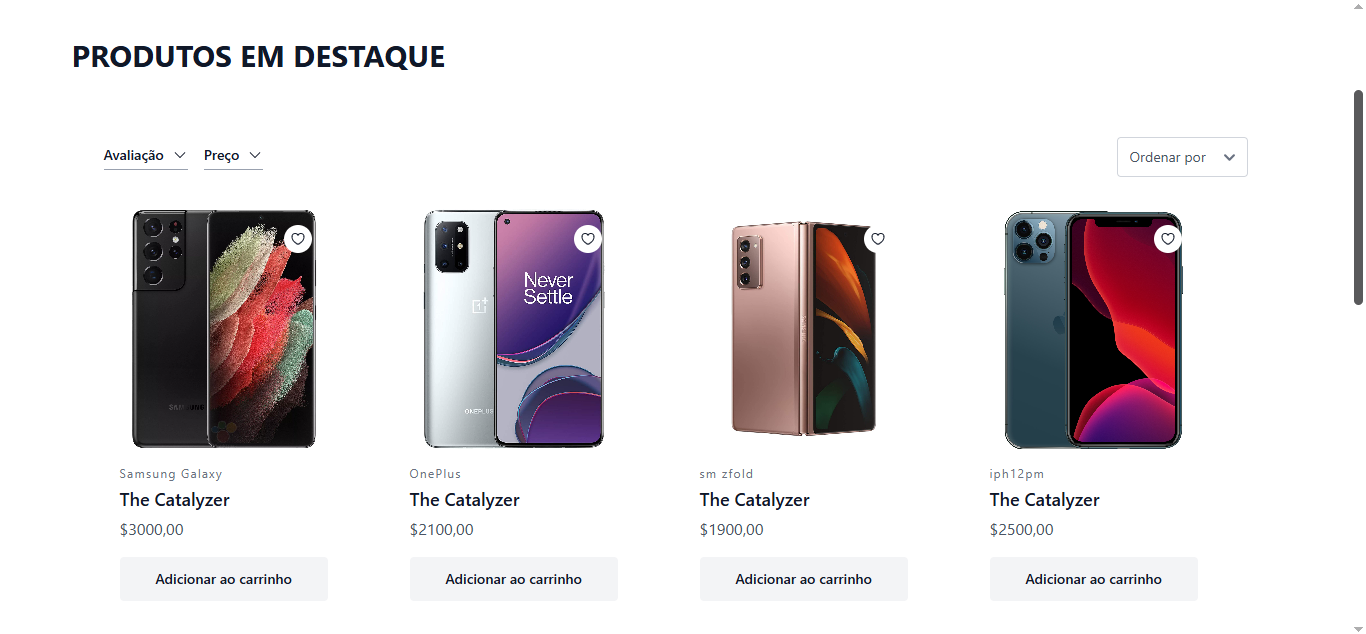 PRODUTOS EM DESTAQUE
Avaliação Preço Ordenar por
Never
Settle
SAMSUNG
ONEPLUS
Samsung Galaxy OnePlus sm zfold iph12pm
The Catalyzer The Catalyzer The Catalyzer The Catalyzer
$3000,00 $2100,00 $1900,00 $2500,00
Adicionar ao carrinho Adicionar ao carrinho Adicionar ao carrinho Adicionar ao carrinho